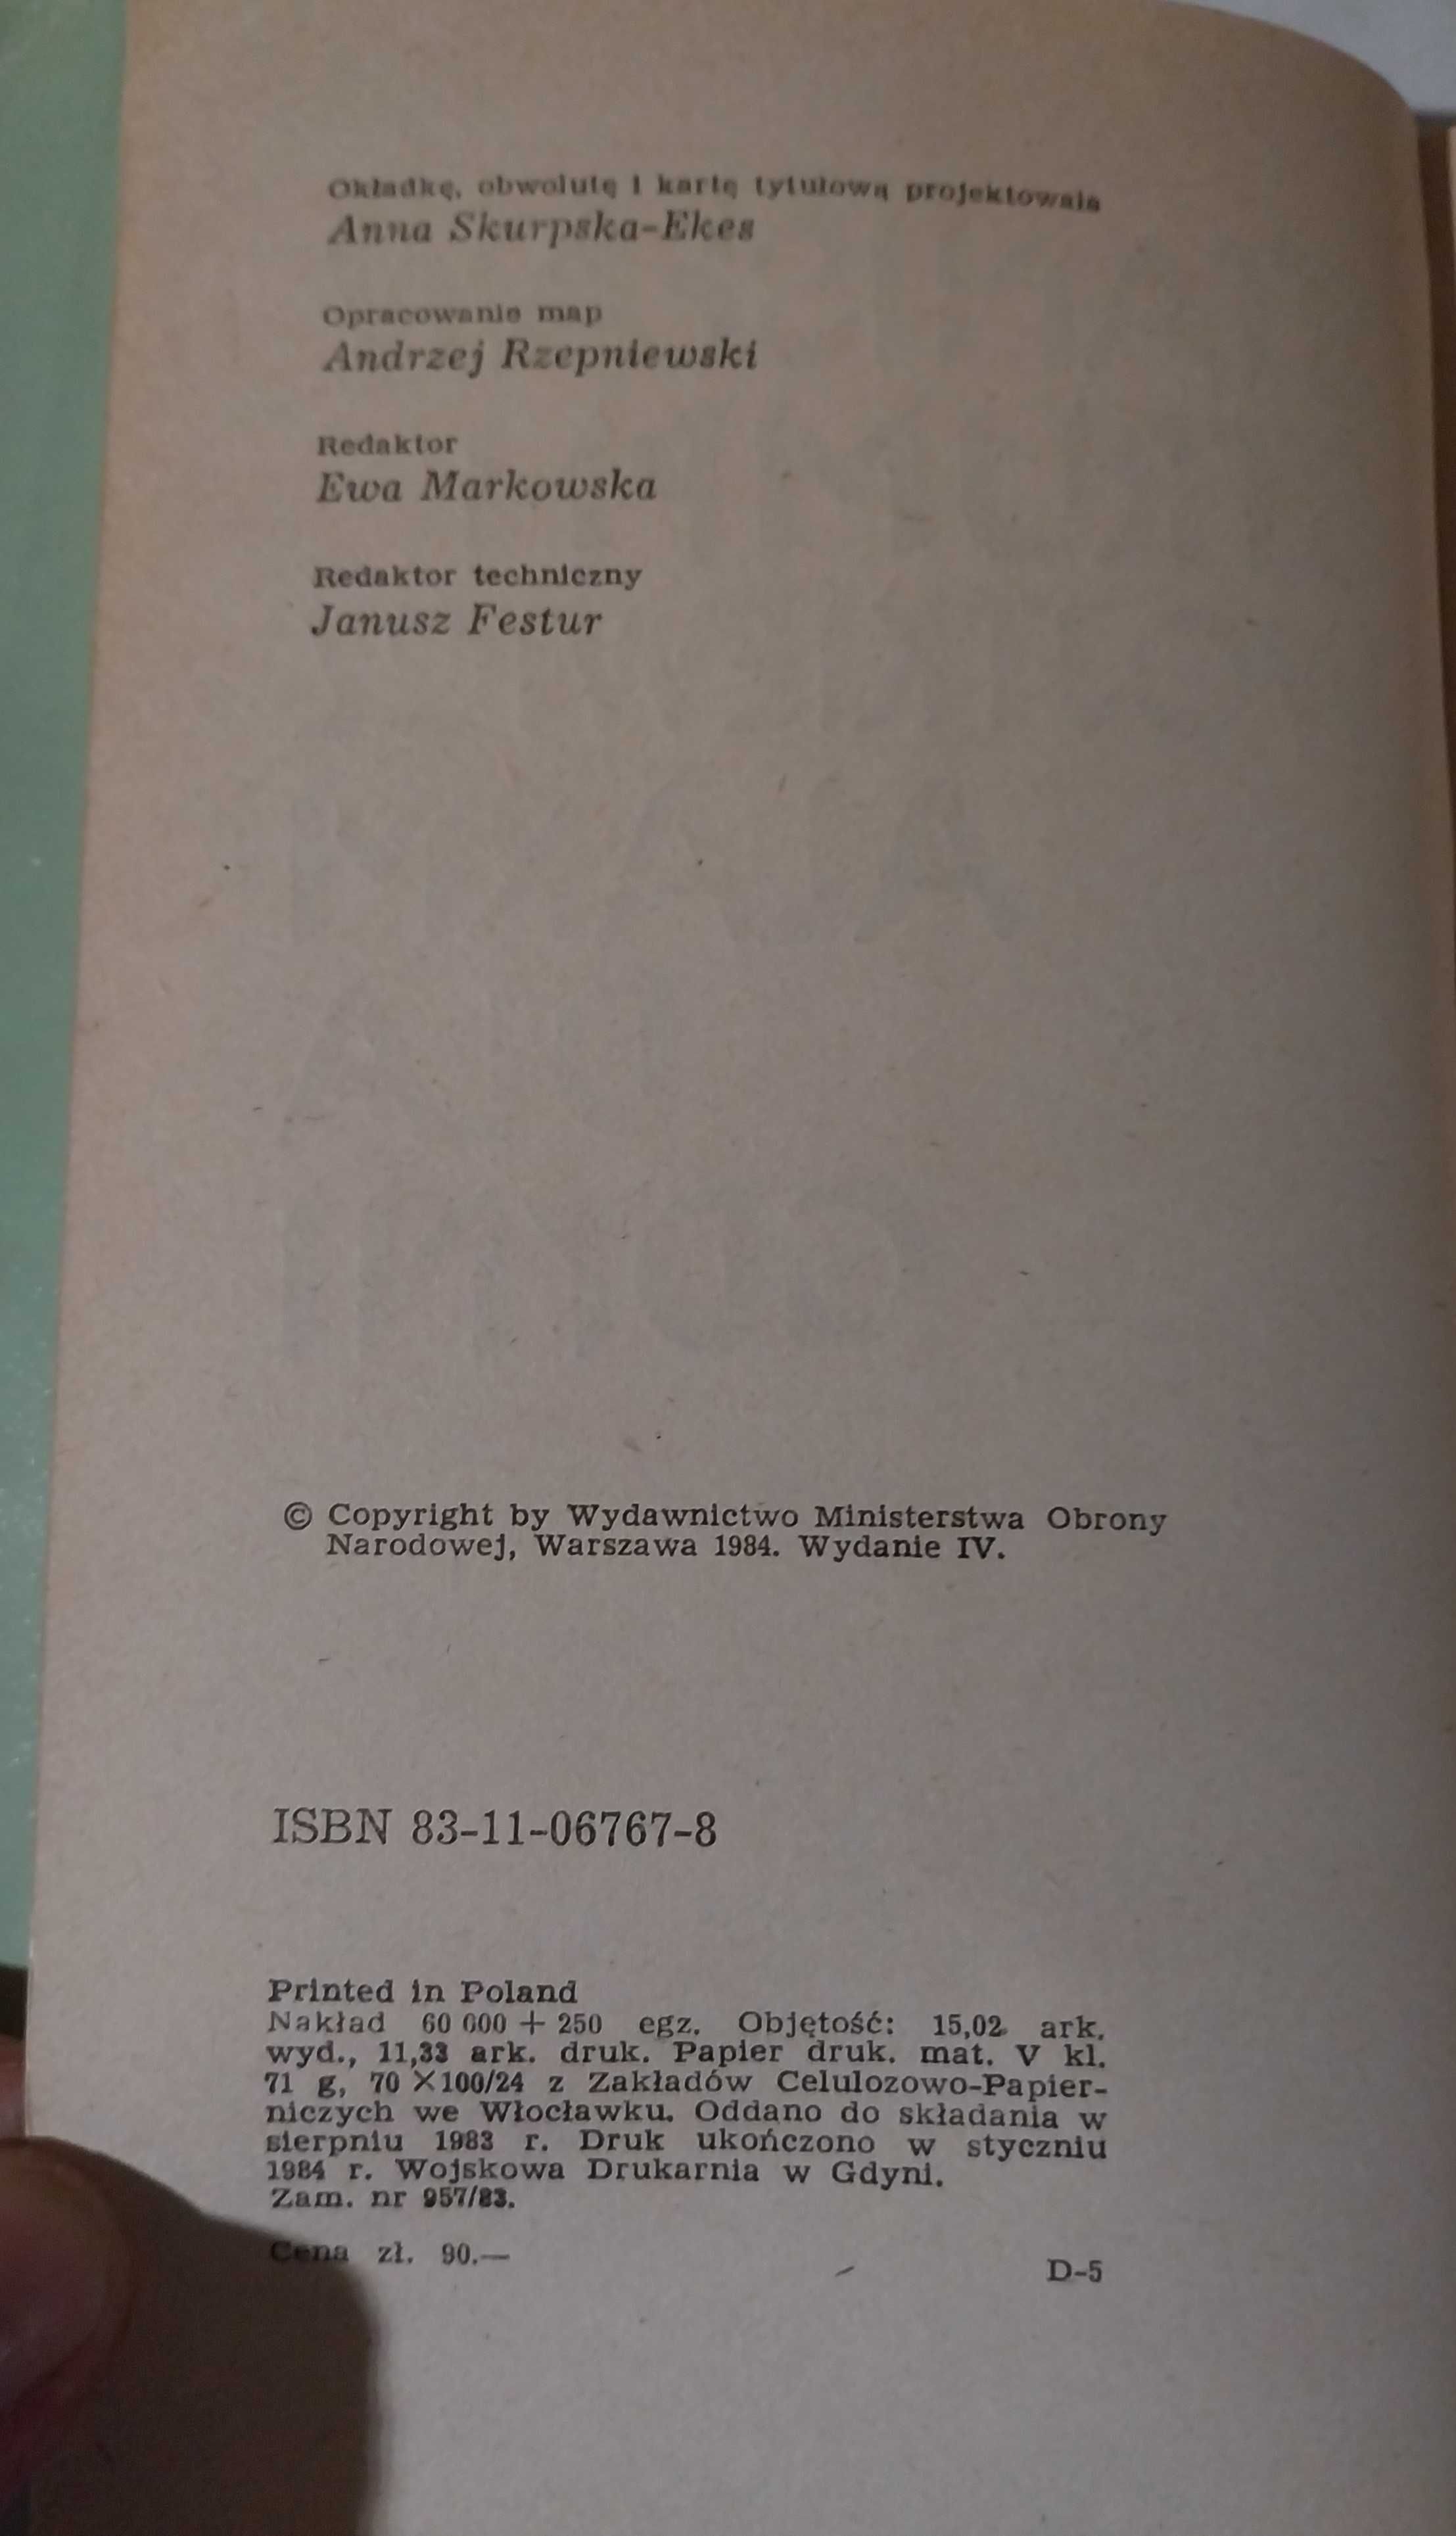 Okładkę, obwolutę i kartę tytułową projektowała
Anna Skurpska-Ekes
Opracowanie map
Andrzej Rzepniewski
Redaktor
Ewa Markowska
Redaktor techniczny
Janusz Festur
© Copyright by Wydawnictwo Ministerstwa Obrony
Narodowej, Warszawa 1984. Wydanie IV.
ISBN 83-11-06767-8
Printed in Poland
Nakład 60 000 + 250 egz. Objętość: 15,02 ark.
wyd., 11,33 ark. druk. Papier druk. mat. V kl.
71 g, 70 ×100/24 z Zakładów Celulozowo-Papier-
niczych we Włocławku. Oddano do składania w
sierpniu 1983 r. Druk ukończono w styczniu
1984 r. Wojskowa Drukarnia w Gdyni.
Zam. nr 957/83.
Cena zł. 90.—
D-5